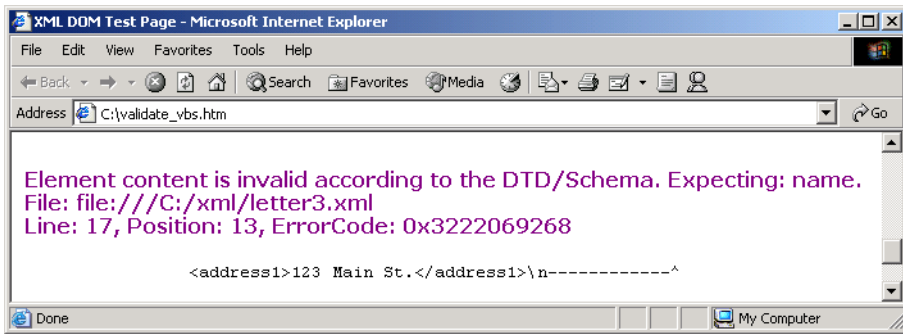 XML DOM Test Page - Microsoft Internet Explorer
File Edit View Favorites Tools Help
Back Search Favorites Media
Address C:\validate_vbs.htm Go
Element content is invalid according to the DTD/Schema. Expecting: name.
File: file:///C:/xml/letter3.xml
Line: 17, Position: 13, ErrorCode: 0x3222069268
<address1>123 Main St.</address1>\n------------^
Done My Computer